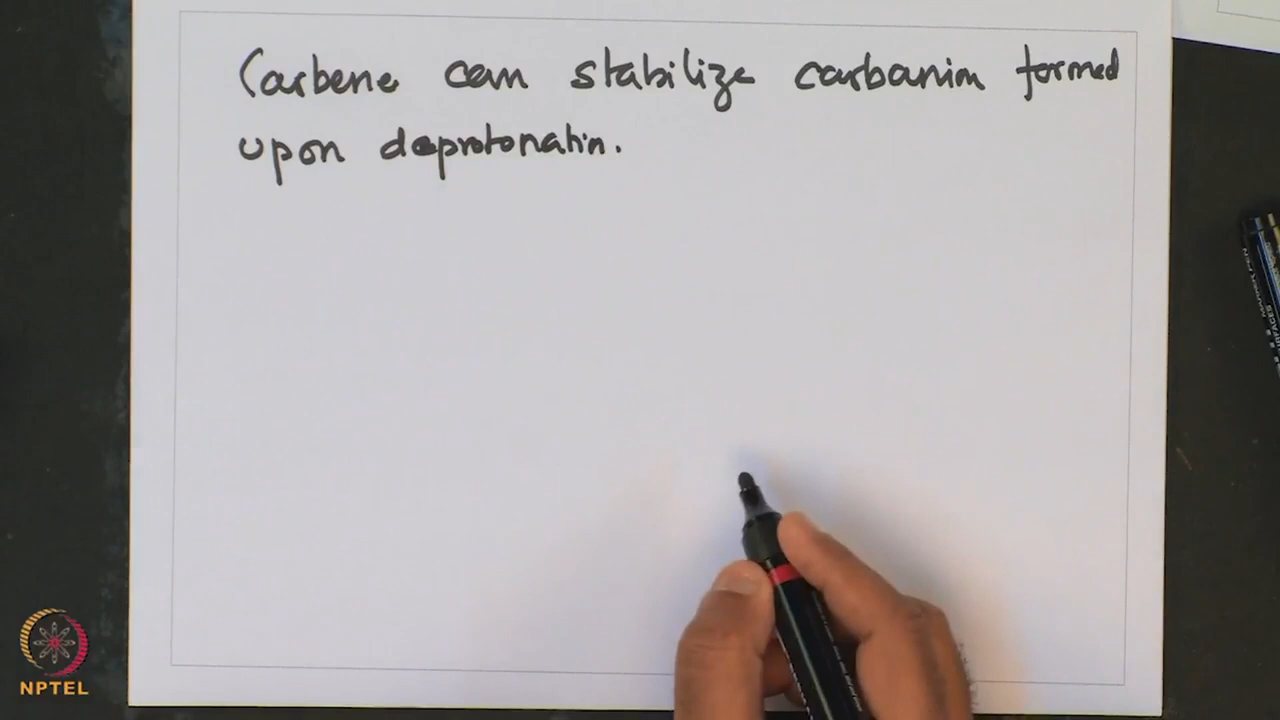 Carbene can stabilize carbanion formed
upon deprotonation.
NPTEL